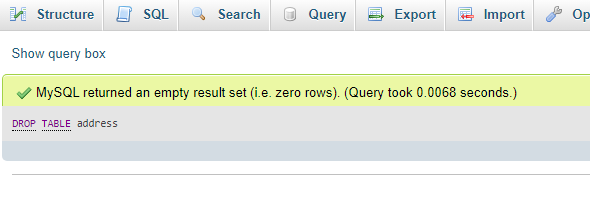 Structure SQL Search Query Export Import Op
Show query box
MySQL returned an empty result set (i.e. zero rows). (Query took 0.0068 seconds.)
DROP TABLE address